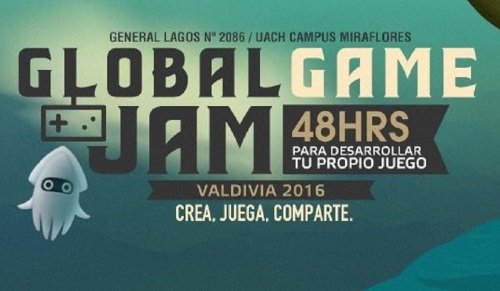 GENERAL LAGOS Nº 2086 / UACH CAMPUS MIRAFLORES
GLOBAL GAME
JAM
48HRS
PARA DESARROLLAR
TU PROPIO JUEGO
VALDIVIA 2016
CREA, JUEGA, COMPARTE.